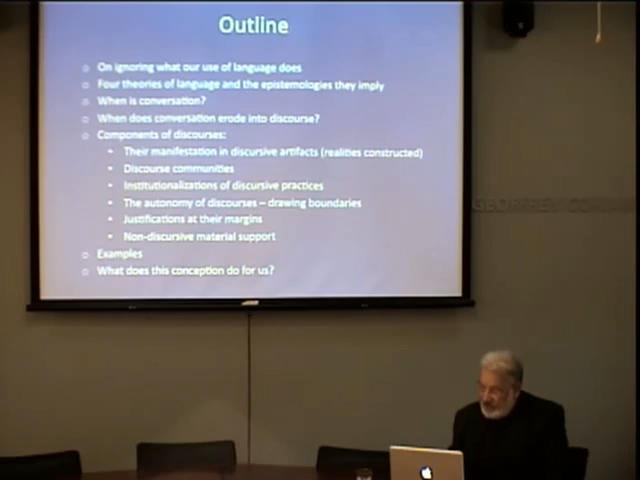 Outline
On ignoring what our use of language does
Four theories of language and the epistemologies they imply
When is conversation?
When does conversation erode into discourse?
Components of discourses:
Their manifestation in discursive artifacts (realities constructed)
Discourse communities
Institutionalizations of discursive practices
The autonomy of discourses – drawing boundaries
Justifications at their margins
Non-discursive material support
Examples
What does this conception do for us?
GEOFFREY